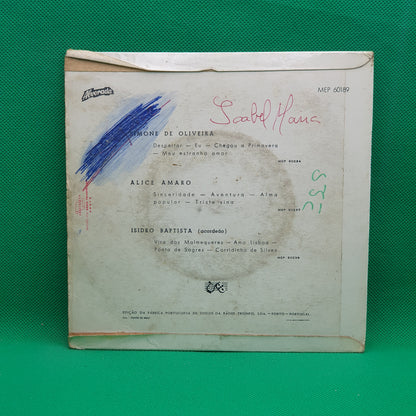 Alvorada
MEP 60189
Isabel Maria
SIMONE DE OLIVEIRA
Despertar — Eu — Chegou a Primavera
— Meu estranho amor.
ALICE AMARO
Sinceridade — Aventura — Alma
popular — Triste sina
ISIDRO BAPTISTA (acordeão)
Vira dos Malmequeres — Amo Lisboa —
Ponta de Sagres — Corridinho de Silves
EDIÇÃO DA FÁBRICA PORTUGUESA DE DISCOS DA RÁDIO TRIUNFO, LDA. — PORTO — PORTUGAL